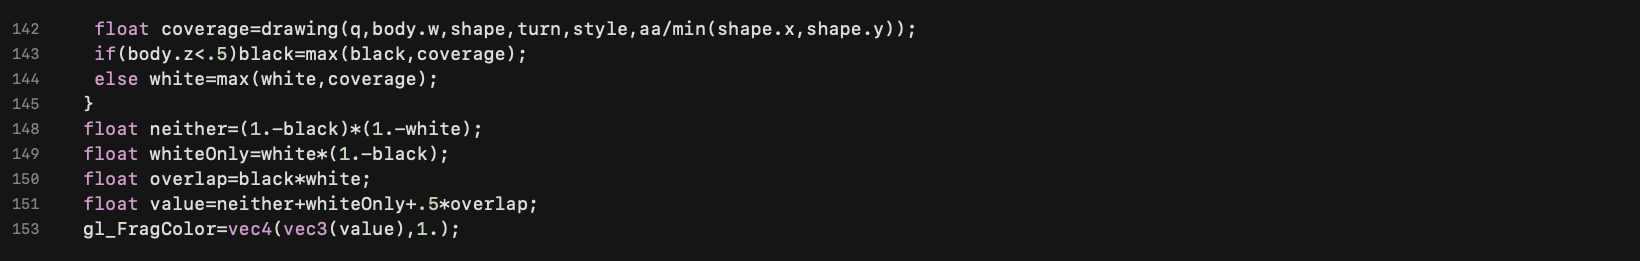 142     float coverage=drawing(q,body.w,shape,turn,style,aa/min(shape.x,shape.y));
143     if(body.z<.5)black=max(black,coverage);
144     else white=max(white,coverage);
145    }
148    float neither=(1.-black)*(1.-white);
149    float whiteOnly=white*(1.-black);
150    float overlap=black*white;
151    float value=neither+whiteOnly+.5*overlap;
153    gl_FragColor=vec4(vec3(value),1.);